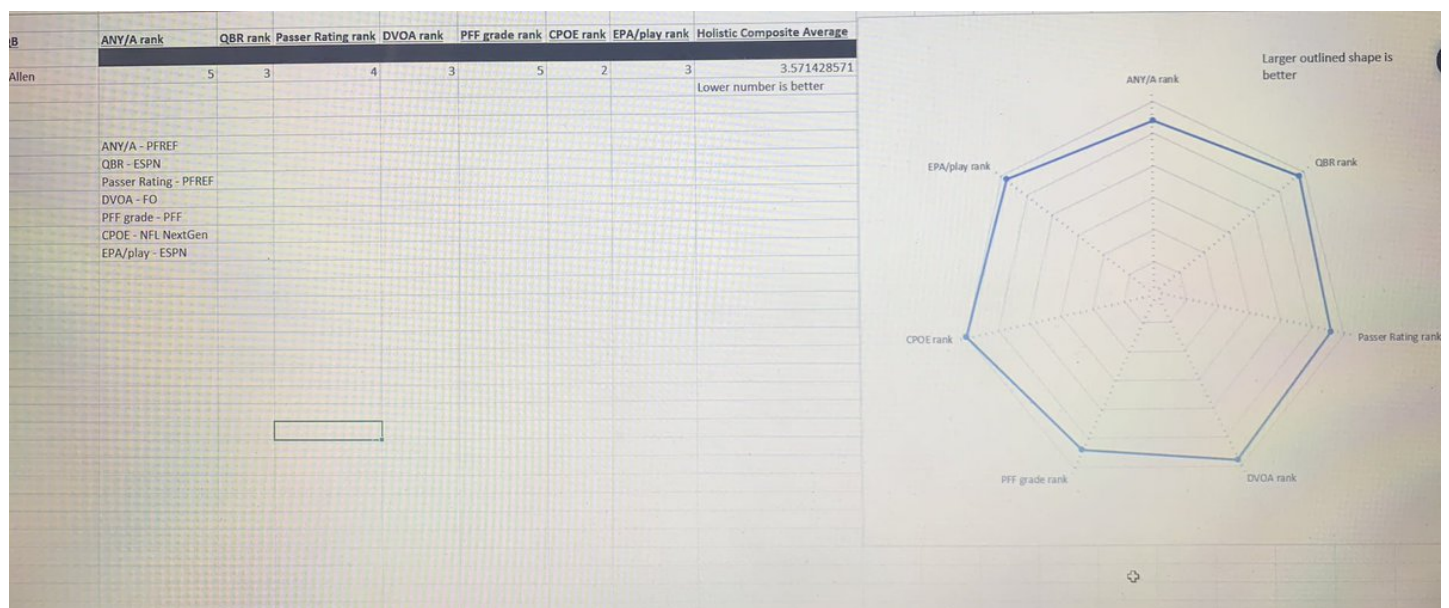 B ANY/A rank QBR rank Passer Rating rank DVOA rank PFF grade rank CPOE rank EPA/play rank Holistic Composite Average
Allen 5 3 4 3 5 2 3 3.571428571
Lower number is better
ANY/A - PFREF
QBR - ESPN
Passer Rating - PFREF
DVOA - FO
PFF grade - PFF
CPOE - NFL NextGen
EPA/play - ESPN
Larger outlined shape is
better
ANY/A rank
QBR rank
Passer Rating rank
DVOA rank
PFF grade rank
CPOE rank
EPA/play rank